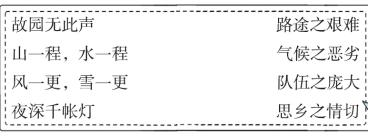 故园无此声 路途之艰难
山一程，水一程 气候之恶劣
风一更，雪一更 队伍之庞大
夜深千帐灯 思乡之情切